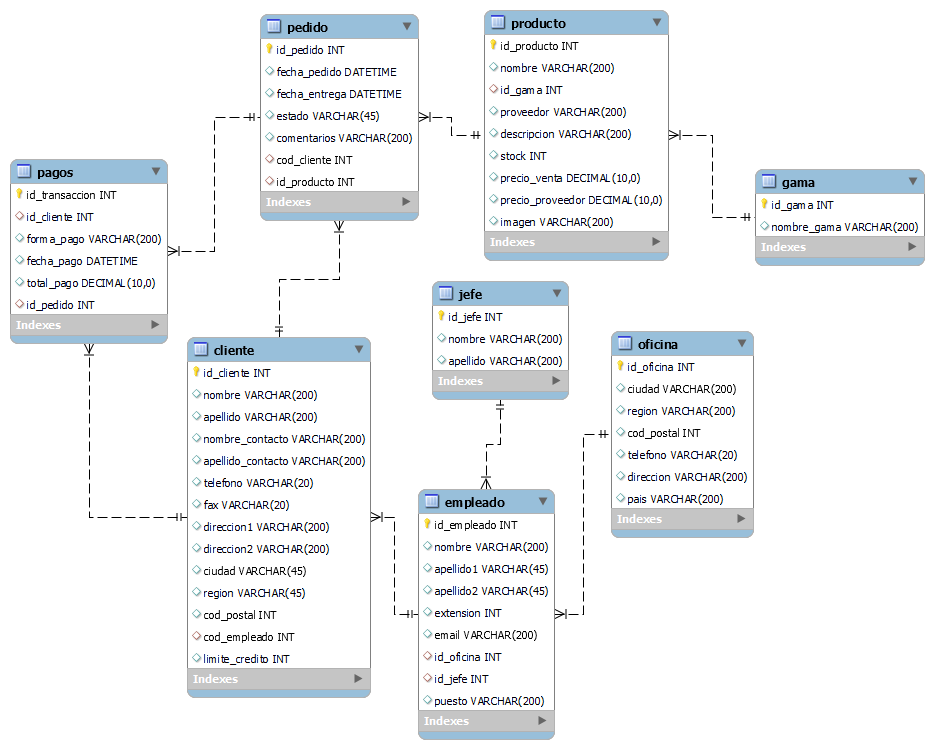 pedido
id_pedido INT
fecha_pedido DATETIME
fecha_entrega DATETIME
estado VARCHAR(45)
comentarios VARCHAR(200)
cod_cliente INT
id_producto INT
Indexes
producto
id_producto INT
nombre VARCHAR(200)
id_gama INT
proveedor VARCHAR(200)
descripcion VARCHAR(200)
stock INT
precio_venta DECIMAL(10,0)
precio_proveedor DECIMAL(10,0)
imagen VARCHAR(200)
Indexes
pagos
id_transaccion INT
id_cliente INT
forma_pago VARCHAR(200)
fecha_pago DATETIME
total_pago DECIMAL(10,0)
id_pedido INT
Indexes
gama
id_gama INT
nombre_gama VARCHAR(200)
Indexes
jefe
id_jefe INT
nombre VARCHAR(200)
apellido VARCHAR(200)
Indexes
cliente
id_cliente INT
nombre VARCHAR(200)
apellido VARCHAR(200)
nombre_contacto VARCHAR(200)
apellido_contacto VARCHAR(200)
telefono VARCHAR(20)
fax VARCHAR(20)
direccion1 VARCHAR(200)
direccion2 VARCHAR(200)
ciudad VARCHAR(45)
region VARCHAR(45)
cod_postal INT
cod_empleado INT
limite_credito INT
Indexes
oficina
id_oficina INT
ciudad VARCHAR(200)
region VARCHAR(200)
cod_postal INT
telefono VARCHAR(20)
direccion VARCHAR(200)
pais VARCHAR(200)
Indexes
empleado
id_empleado INT
nombre VARCHAR(200)
apellido1 VARCHAR(45)
apellido2 VARCHAR(45)
extension INT
email VARCHAR(200)
id_oficina INT
id_jefe INT
puesto VARCHAR(200)
Indexes